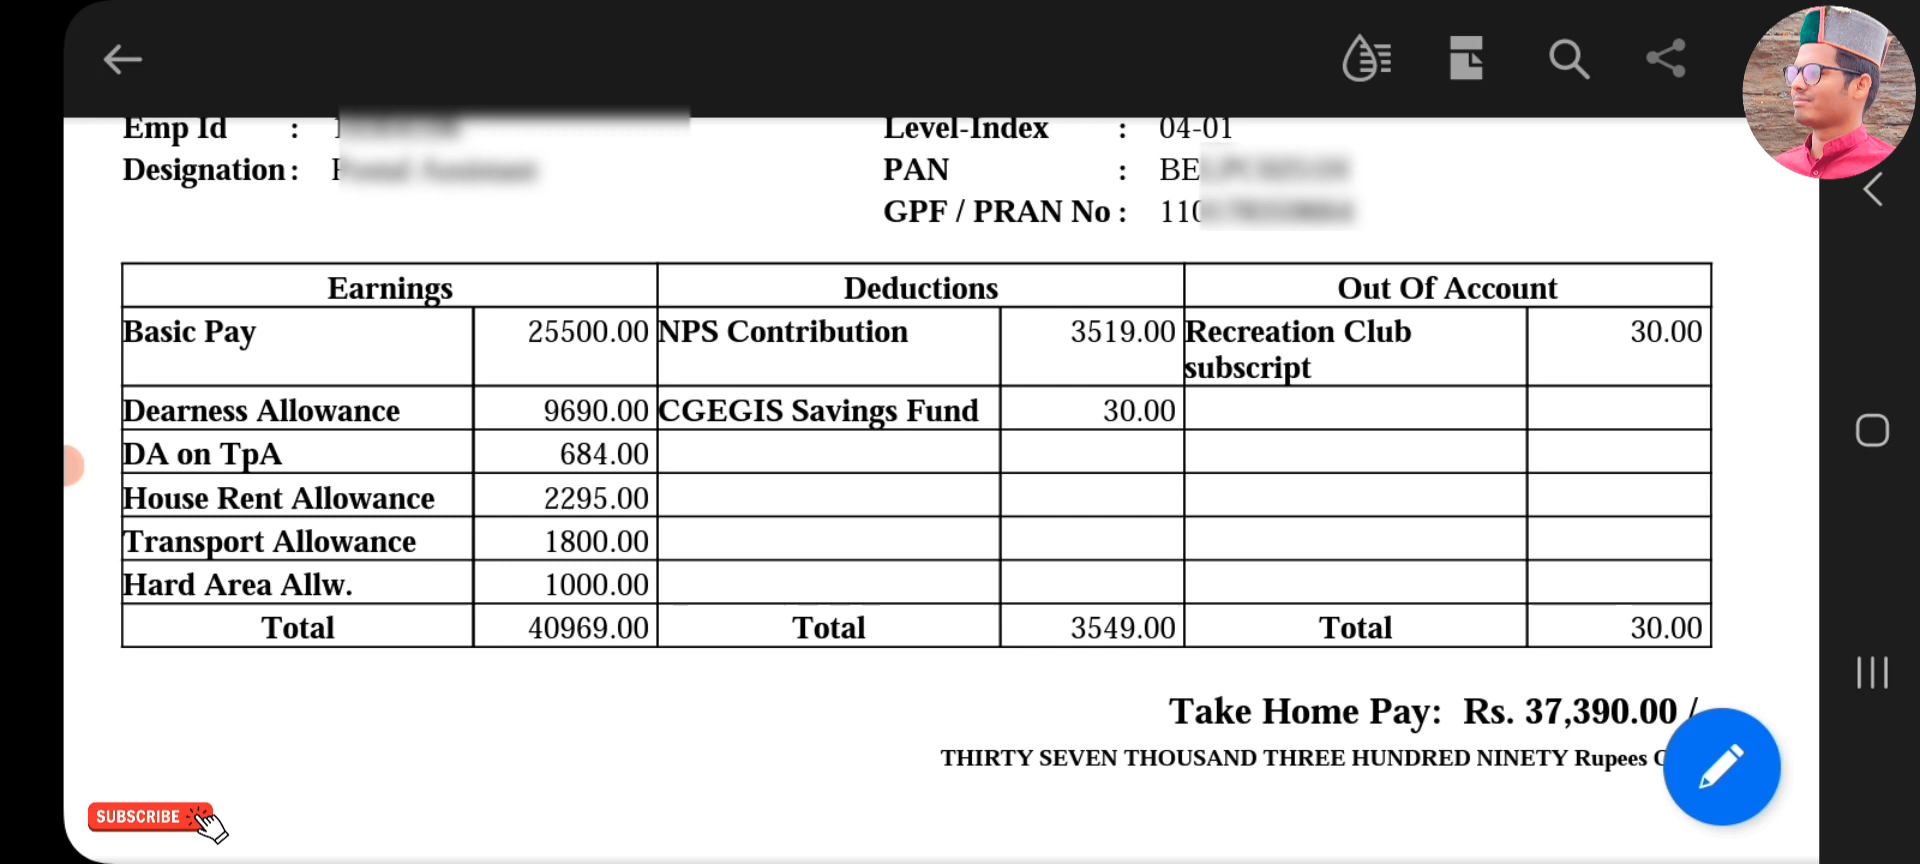 Emp Id :
Level-Index : 04-01
Designation :
PAN : BE
GPF / PRAN No : 110
Earnings Deductions Out Of Account
Basic Pay 25500.00 NPS Contribution 3519.00 Recreation Club 30.00
subscript
Dearness Allowance 9690.00 CGEGIS Savings Fund 30.00
DA on TpA 684.00
House Rent Allowance 2295.00
Transport Allowance 1800.00
Hard Area Allw. 1000.00
Total 40969.00 Total 3549.00 Total 30.00
Take Home Pay: Rs. 37,390.00 /
THIRTY SEVEN THOUSAND THREE HUNDRED NINETY Rupees
SUBSCRIBE